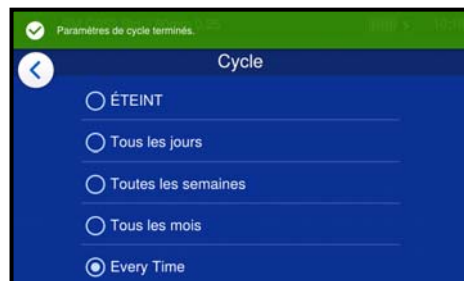 Paramètres de cycle terminés.
Cycle
ÉTEINT
Tous les jours
Toutes les semaines
Tous les mois
Every Time